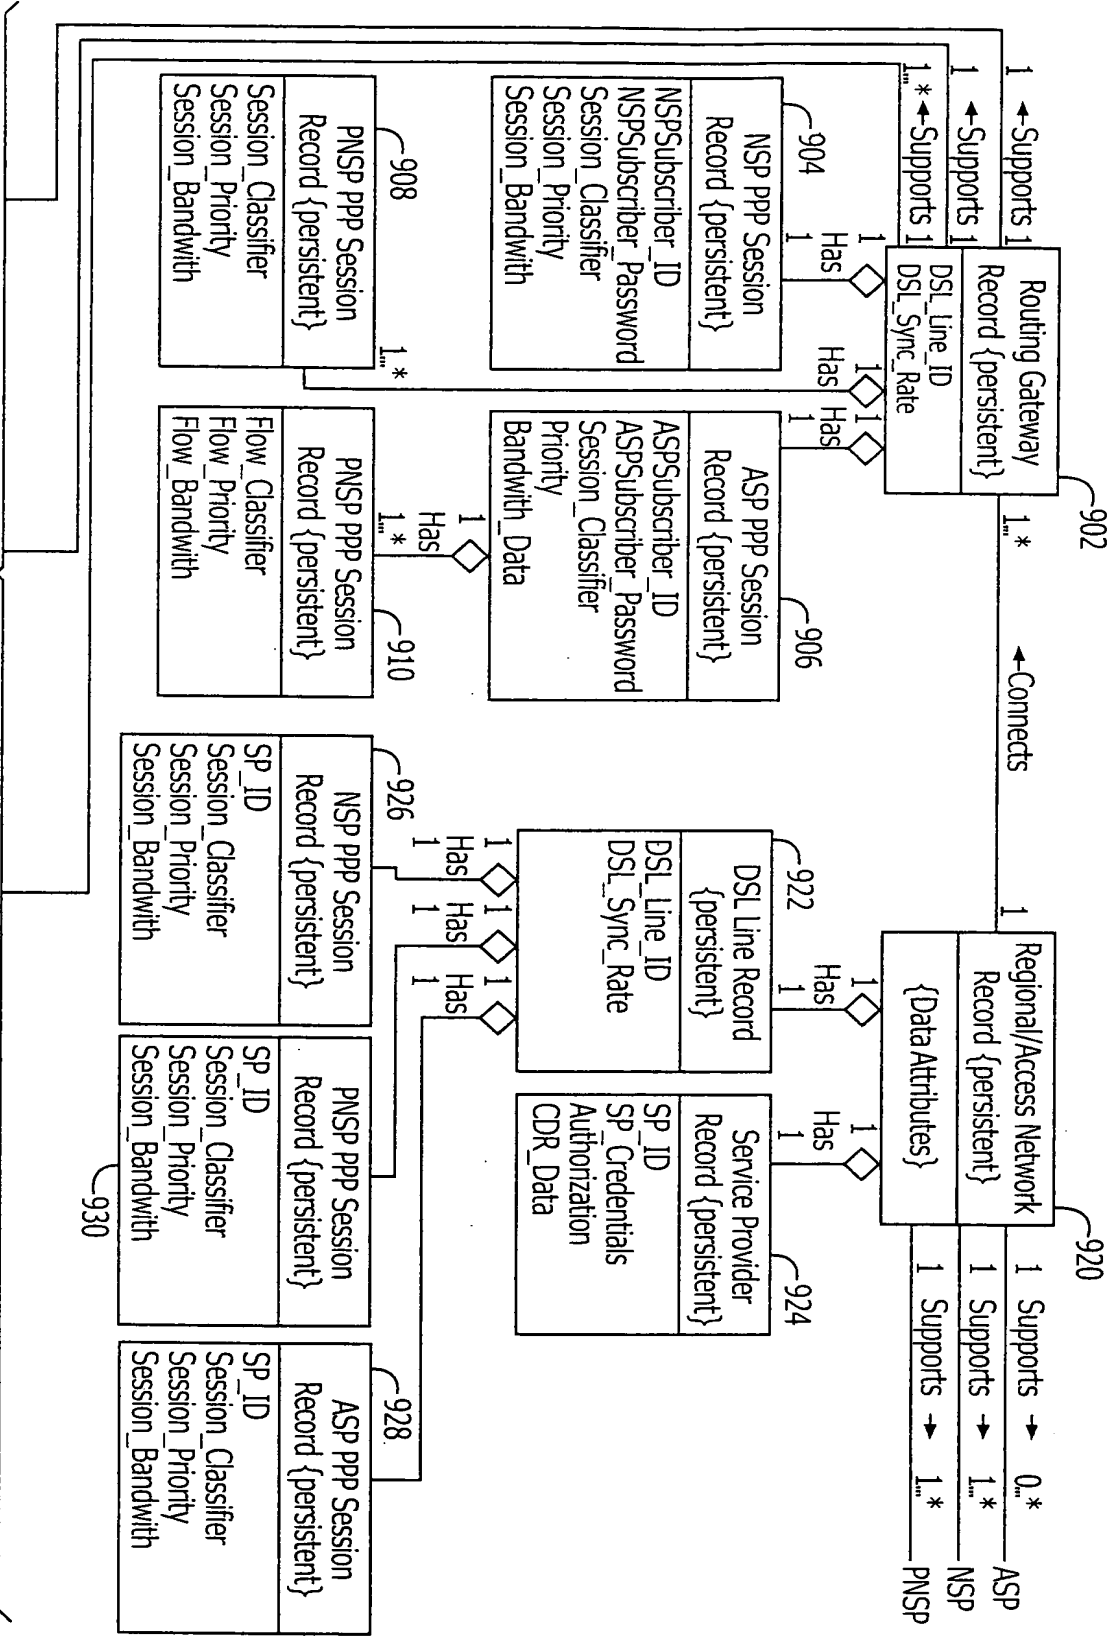 1
←Supports
1
1
←Supports
1
1...*
←Supports
1
Routing Gateway
Record {persistent}
DSL_Line_ID
DSL_Sync_Rate
902
1...*
←Connects
1
Regional/Access Network
Record {persistent}
{Data Attributes}
920
1 Supports → 0...*
ASP
1 Supports → 1...*
NSP
1 Supports → 1...*
PNSP
1
Has
1
1
Has
1
Has
1
1
Has
1
1
Has
1
904
NSP PPP Session
Record {persistent}
NSPSubscriber_ID
NSPSubscriber_Password
Session_Classifier
Session_Priority
Session_Bandwith
906
ASP PPP Session
Record {persistent}
ASPSubscriber_ID
ASPSubscriber_Password
Session_Classifier
Priority
Bandwith_Data
922
DSL Line Record
{persistent}
DSL_Line_ID
DSL_Sync_Rate
924
Service Provider
Record {persistent}
SP_ID
SP_Credentials
Authorization
CDR_Data
1
Has
1...*
1
Has
1
1
Has
1
1
Has
1
908
1...*
PNSP PPP Session
Record {persistent}
Session_Classifier
Session_Priority
Session_Bandwith
910
PNSP PPP Session
Record {persistent}
Flow_Classifier
Flow_Priority
Flow_Bandwith
926
NSP PPP Session
Record {persistent}
SP_ID
Session_Classifier
Session_Priority
Session_Bandwith
PNSP PPP Session
Record {persistent}
SP_ID
Session_Classifier
Session_Priority
Session_Bandwith
930
928
ASP PPP Session
Record {persistent}
SP_ID
Session_Classifier
Session_Priority
Session_Bandwith